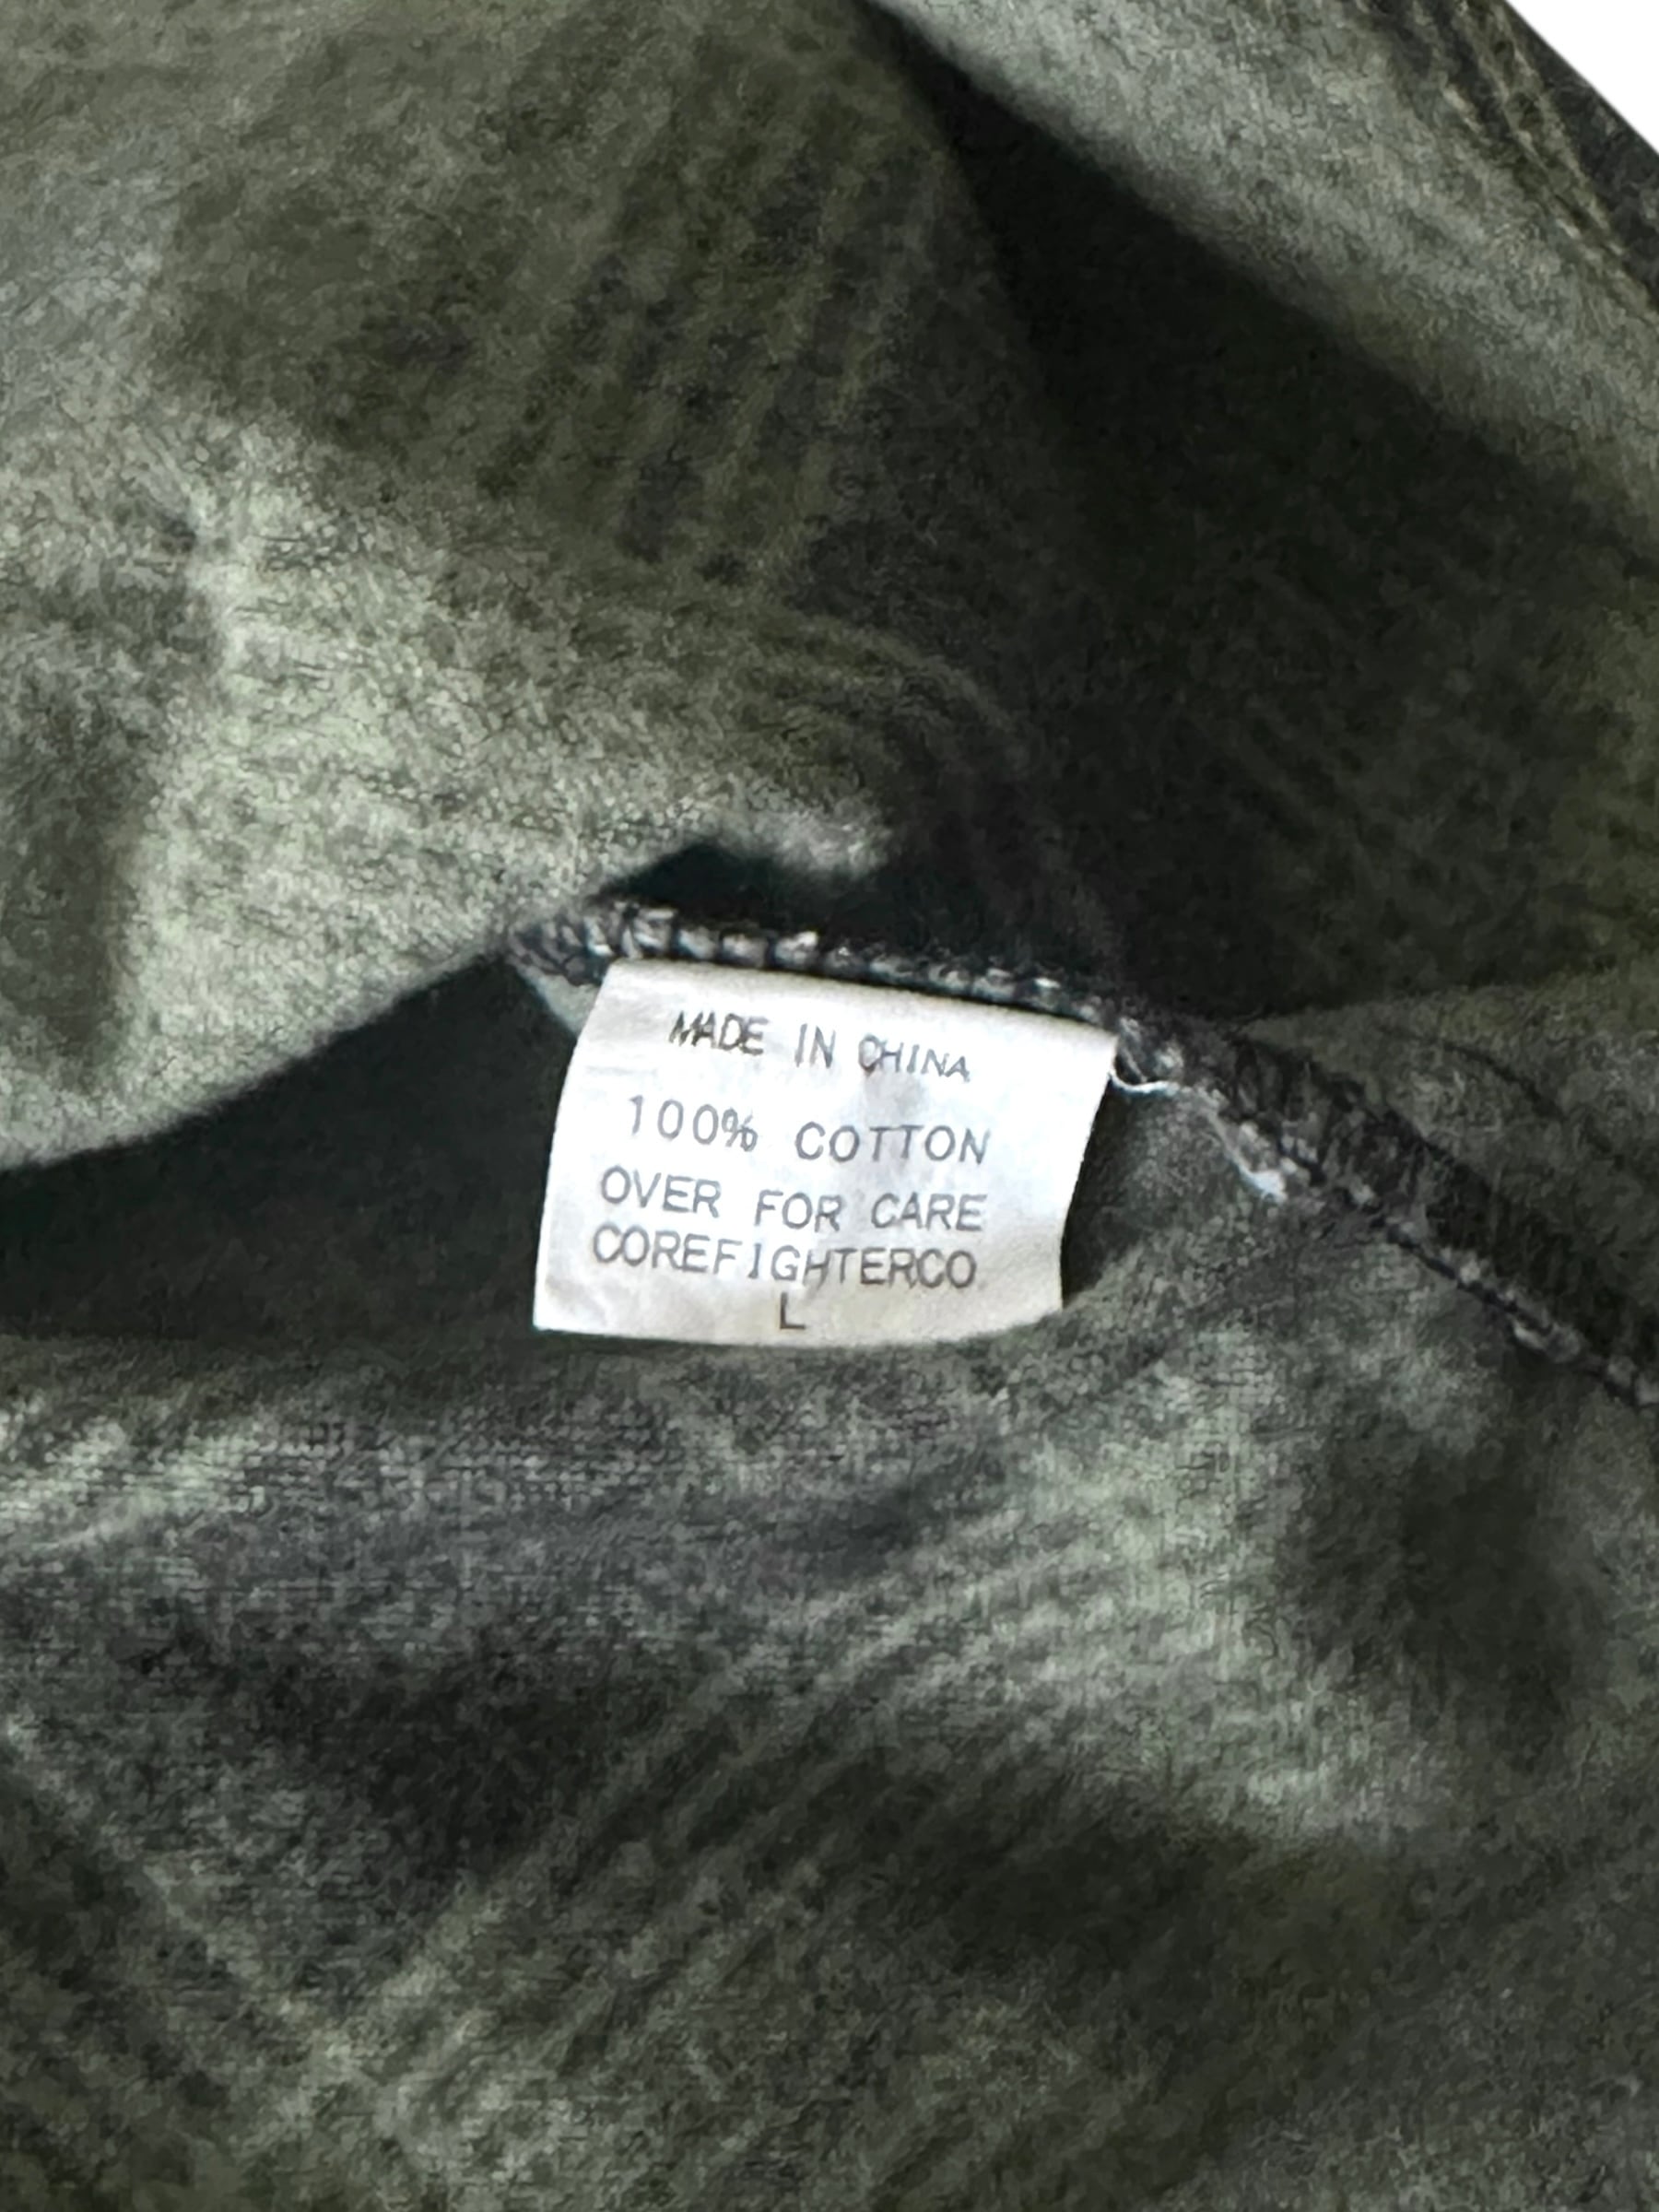 MADE IN CHINA
100% COTTON
OVER FOR CARE
COREFIGHTERCO
L